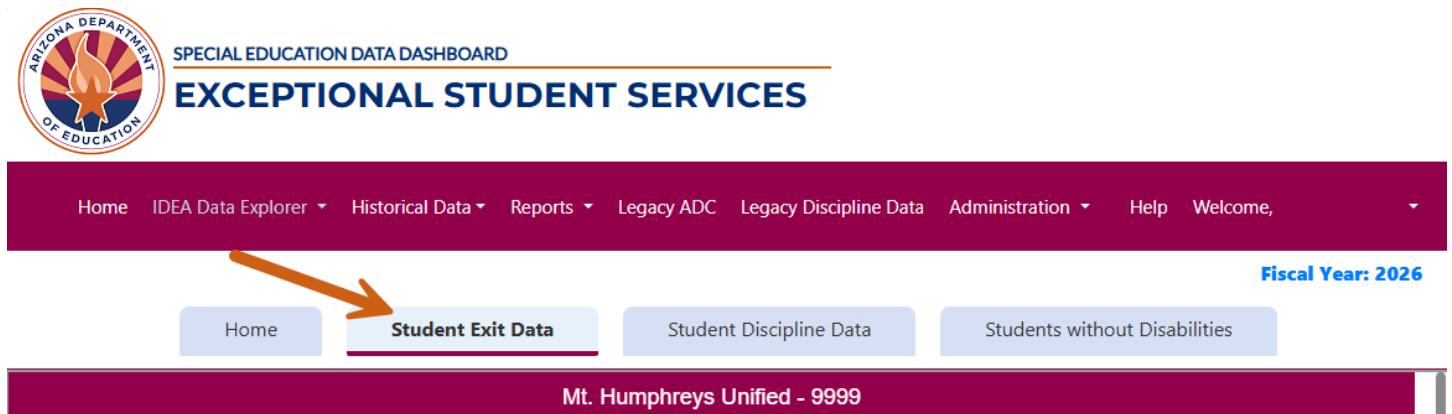 ARIZONA DEPARTMENT
OF EDUCATION
SPECIAL EDUCATION DATA DASHBOARD
EXCEPTIONAL STUDENT SERVICES
Home IDEA Data Explorer Historical Data Reports Legacy ADC Legacy Discipline Data Administration Help Welcome,
Fiscal Year: 2026
Home Student Exit Data Student Discipline Data Students without Disabilities
Mt. Humphreys Unified - 9999